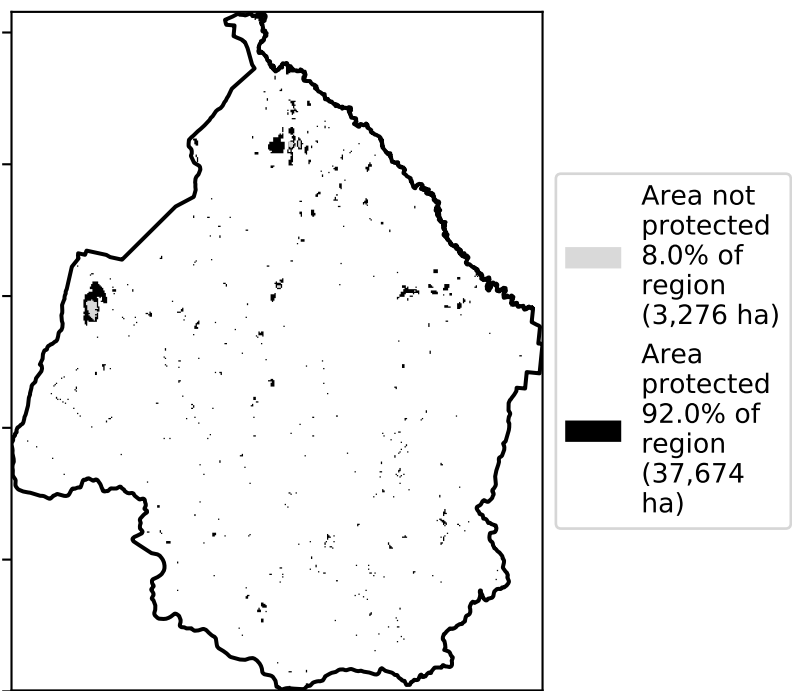 Area not
protected
8.0% of
region
(3,276 ha)
Area
protected
92.0% of
region
(37,674
ha)